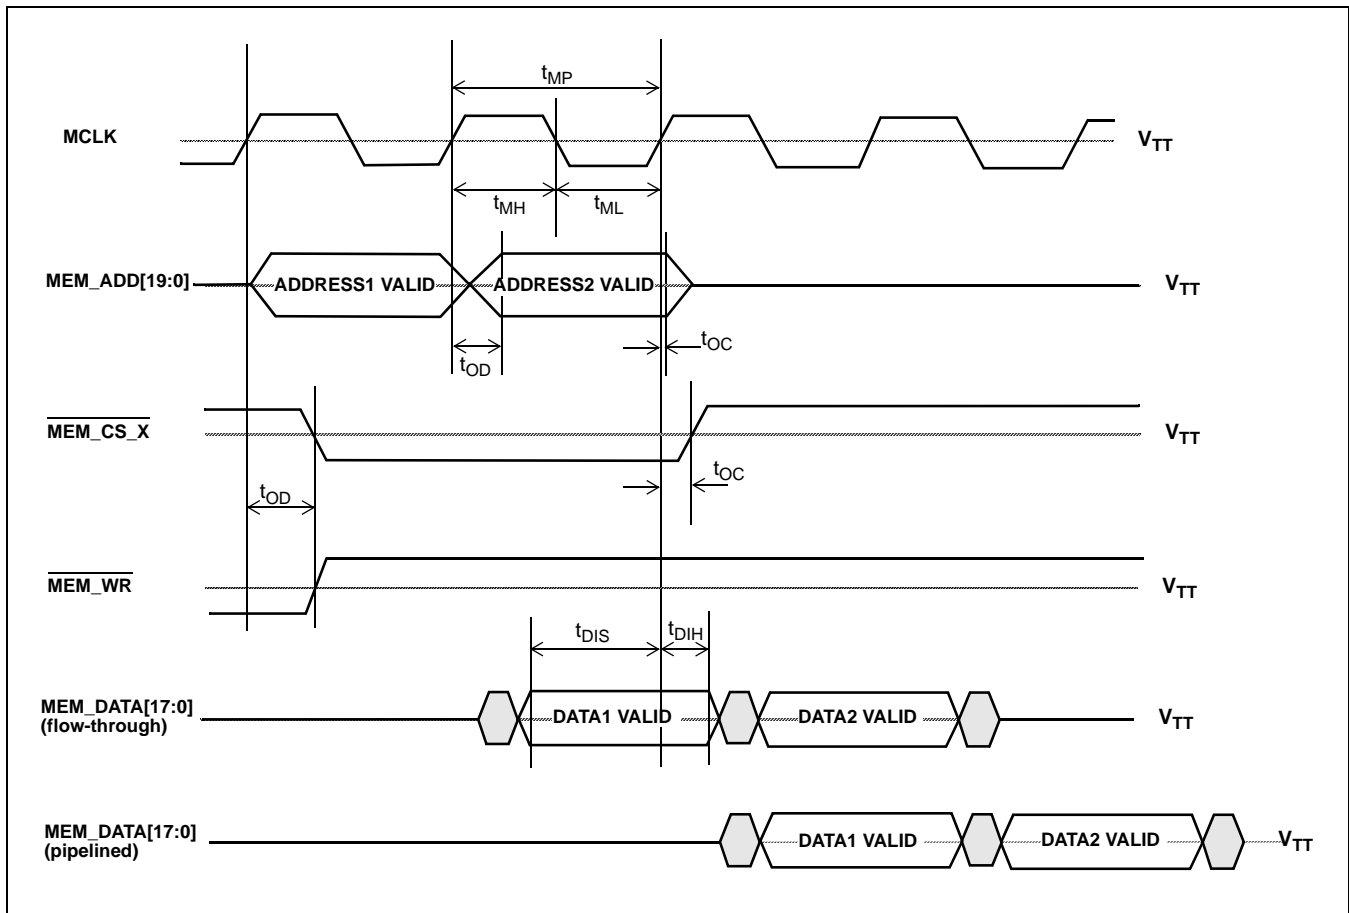 tMP
MCLK
VTT
tMH
tML
MEM_ADD[19:0]
ADDRESS1 VALID
ADDRESS2 VALID
VTT
tOD
tOC
MEM_CS_X
VTT
tOD
tOC
MEM_WR
VTT
tDIS
tDIH
MEM_DATA[17:0]
(flow-through)
DATA1 VALID
DATA2 VALID
VTT
MEM_DATA[17:0]
(pipelined)
DATA1 VALID
DATA2 VALID
VTT